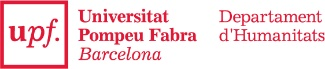 upf.
Universitat
Pompeu Fabra
Barcelona
Departament
d'Humanitats